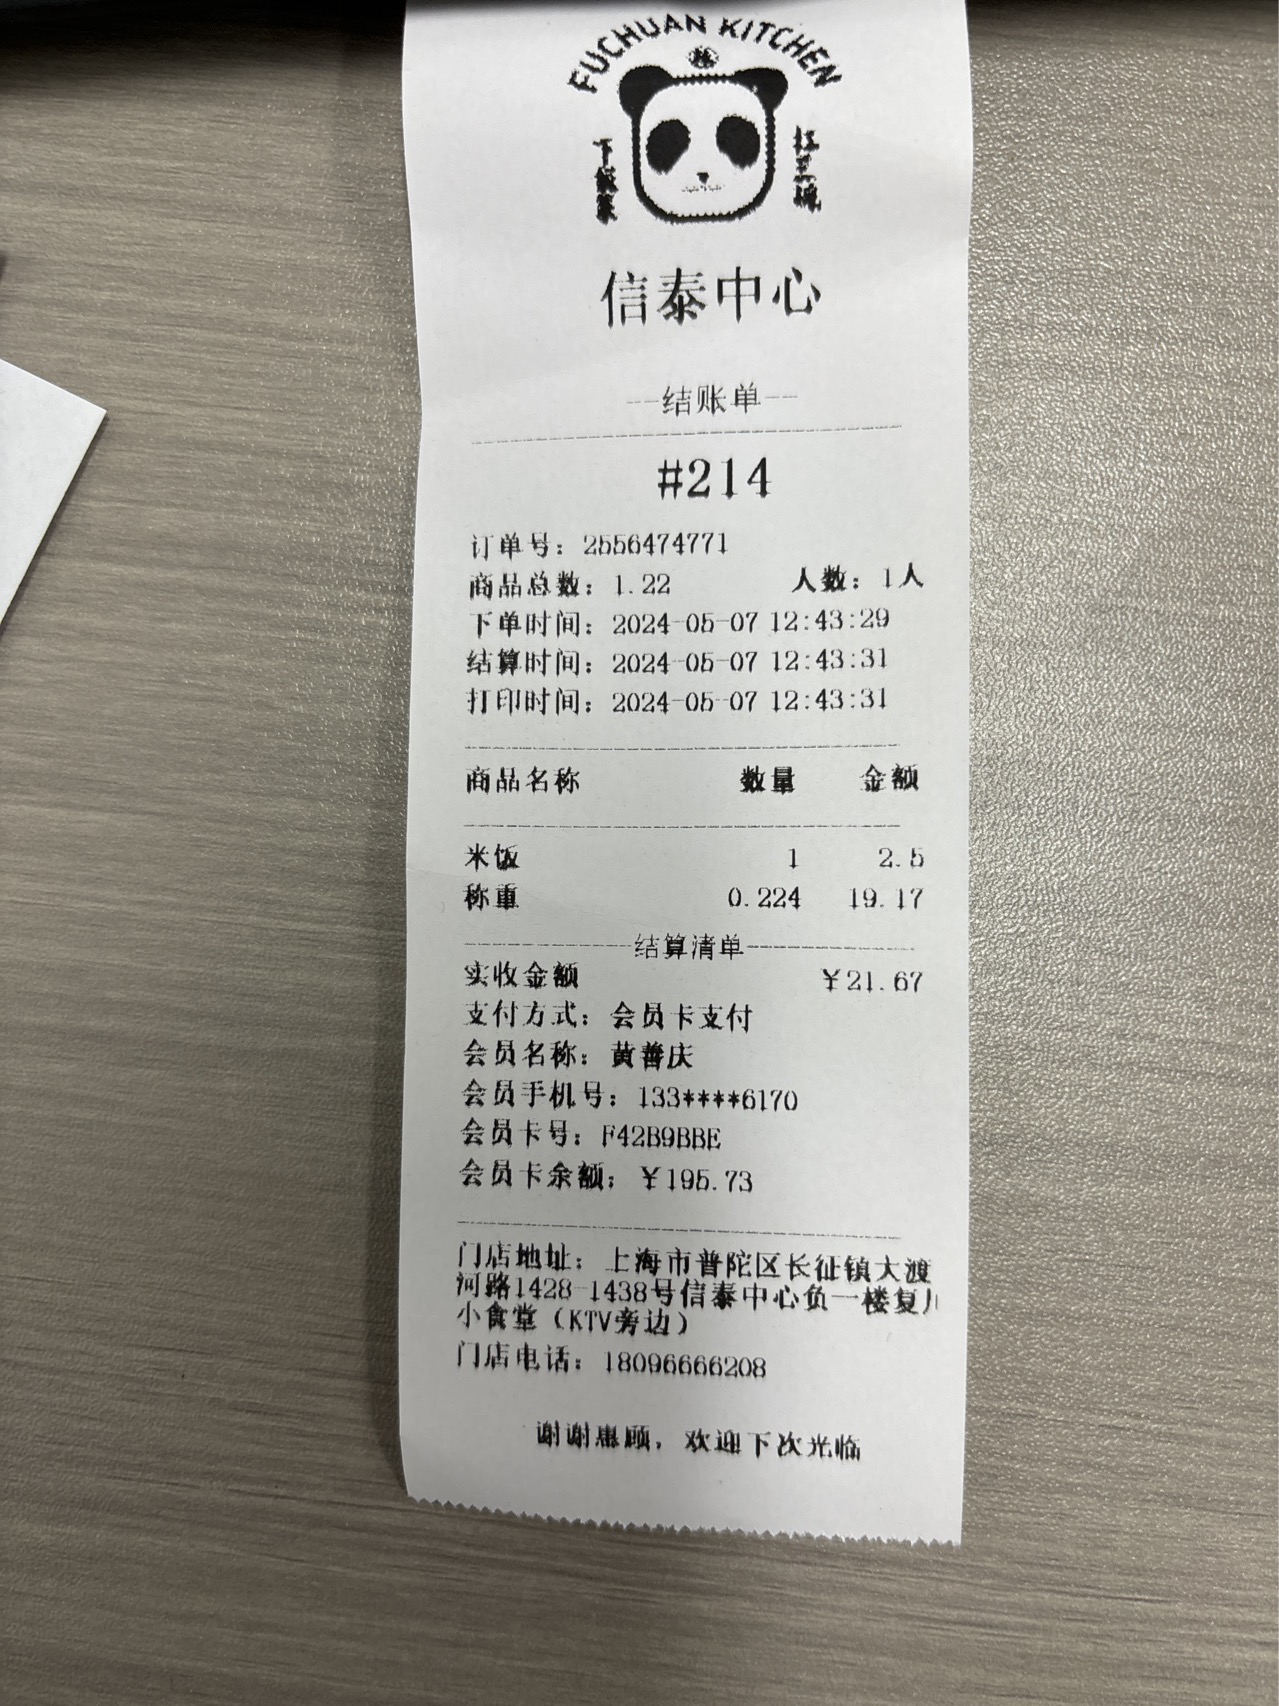 FUCHUAN KITCHEN
下饭菜
信泰中心
--结账单--
#214
订单号：2556474771
商品总数：1.22 人数：1人
下单时间：2024-05-07 12:43:29
结算时间：2024-05-07 12:43:31
打印时间：2024-05-07 12:43:31
商品名称 数量 金额
米饭 1 2.5
称重 0.224 19.17
结算清单
实收金额 ￥21.67
支付方式：会员卡支付
会员名称：黄善庆
会员手机号：133****6170
会员卡号：F42B9BBE
会员卡余额：￥195.73
门店地址：上海市普陀区长征镇大渡
河路1428-1438号信泰中心负一楼复川
小食堂（KTV旁边）
门店电话：18096666208
谢谢惠顾，欢迎下次光临